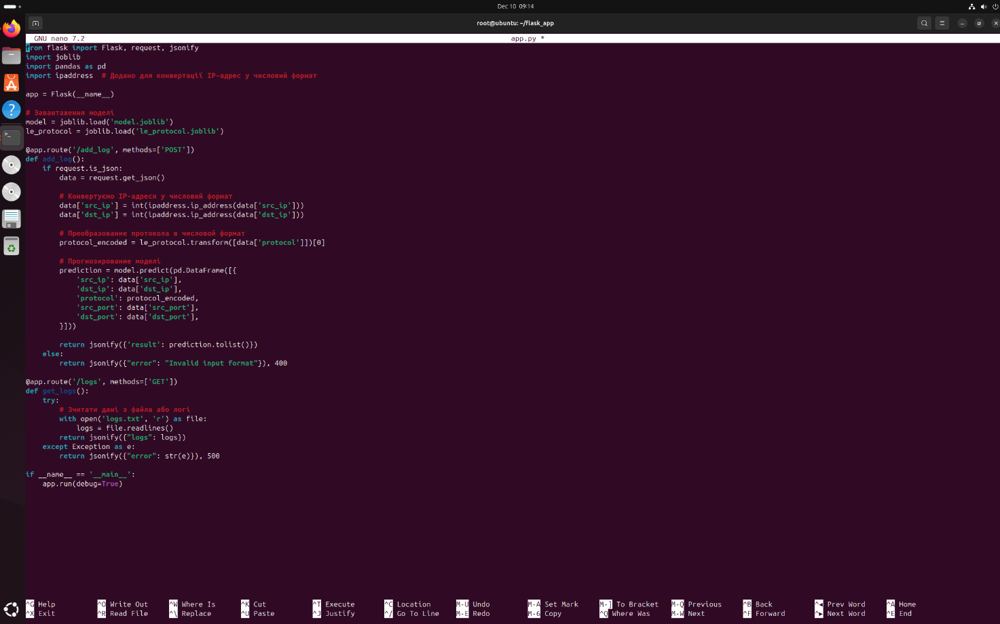 Dec 10 09:14
root@ubuntu: ~/flask_app
GNU nano 7.2 app.py *
from flask import Flask, request, jsonify
import joblib
import pandas as pd
import ipaddress  # Додано для конвертації IP-адрес у числовий формат

app = Flask(__name__)

# Завантаження моделі
model = joblib.load('model.joblib')
le_protocol = joblib.load('le_protocol.joblib')

@app.route('/add_log', methods=['POST'])
def add_log():
    if request.is_json:
        data = request.get_json()

        # Конвертуємо IP-адреси у числовий формат
        data['src_ip'] = int(ipaddress.ip_address(data['src_ip']))
        data['dst_ip'] = int(ipaddress.ip_address(data['dst_ip']))

        # Преобразование протокола в числовой формат
        protocol_encoded = le_protocol.transform([data['protocol']])[0]

        # Прогнозирование моделі
        prediction = model.predict(pd.DataFrame([{
            'src_ip': data['src_ip'],
            'dst_ip': data['dst_ip'],
            'protocol': protocol_encoded,
            'src_port': data['src_port'],
            'dst_port': data['dst_port'],
        }]))

        return jsonify({'result': prediction.tolist()})
    else:
        return jsonify({"error": "Invalid input format"}), 400

@app.route('/logs', methods=['GET'])
def get_logs():
    try:
        # Зчитати дані з файла або логі
        with open('logs.txt', 'r') as file:
            logs = file.readlines()
        return jsonify({"logs": logs})
    except Exception as e:
        return jsonify({"error": str(e)}), 500

if __name__ == '__main__':
    app.run(debug=True)
^G Help ^O Write Out ^W Where Is ^K Cut ^T Execute ^C Location M-U Undo M-A Set Mark M-] To Bracket M-Q Previous ^B Back ^◂ Prev Word ^A Home
^X Exit ^R Read File ^\ Replace ^U Paste ^J Justify ^/ Go To Line M-E Redo M-6 Copy ^Q Where Was M-W Next ^F Forward ^▸ Next Word ^E End